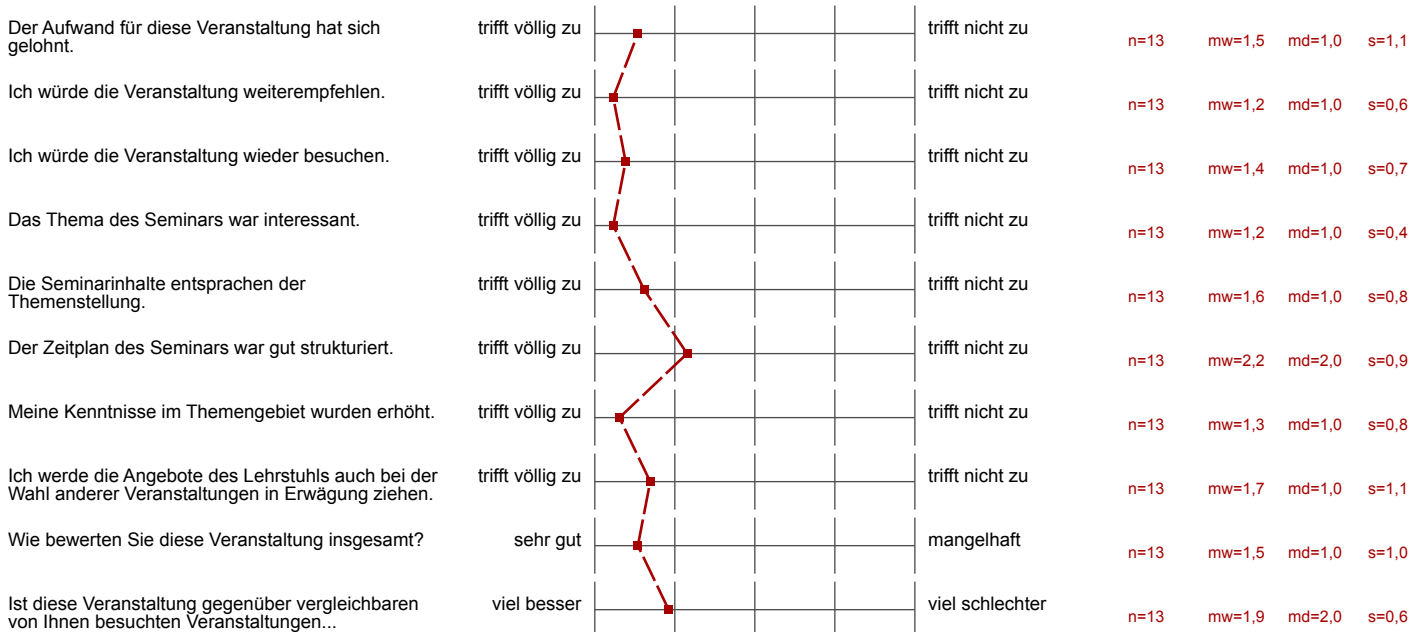 Der Aufwand für diese Veranstaltung hat sich gelohnt. trifft völlig zu trifft nicht zu n=13 mw=1,5 md=1,0 s=1,1
Ich würde die Veranstaltung weiterempfehlen. trifft völlig zu trifft nicht zu n=13 mw=1,2 md=1,0 s=0,6
Ich würde die Veranstaltung wieder besuchen. trifft völlig zu trifft nicht zu n=13 mw=1,4 md=1,0 s=0,7
Das Thema des Seminars war interessant. trifft völlig zu trifft nicht zu n=13 mw=1,2 md=1,0 s=0,4
Die Seminarinhalte entsprachen der Themenstellung. trifft völlig zu trifft nicht zu n=13 mw=1,6 md=1,0 s=0,8
Der Zeitplan des Seminars war gut strukturiert. trifft völlig zu trifft nicht zu n=13 mw=2,2 md=2,0 s=0,9
Meine Kenntnisse im Themengebiet wurden erhöht. trifft völlig zu trifft nicht zu n=13 mw=1,3 md=1,0 s=0,8
Ich werde die Angebote des Lehrstuhls auch bei der Wahl anderer Veranstaltungen in Erwägung ziehen. trifft völlig zu trifft nicht zu n=13 mw=1,7 md=1,0 s=1,1
Wie bewerten Sie diese Veranstaltung insgesamt? sehr gut mangelhaft n=13 mw=1,5 md=1,0 s=1,0
Ist diese Veranstaltung gegenüber vergleichbaren von Ihnen besuchten Veranstaltungen... viel besser viel schlechter n=13 mw=1,9 md=2,0 s=0,6